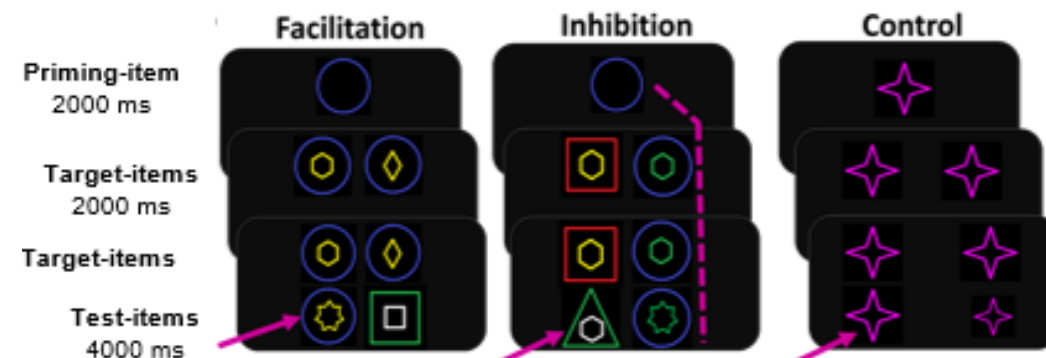 Facilitation
Inhibition
Control
Priming-item
2000 ms
Target-items
2000 ms
Target-items
Test-items
4000 ms